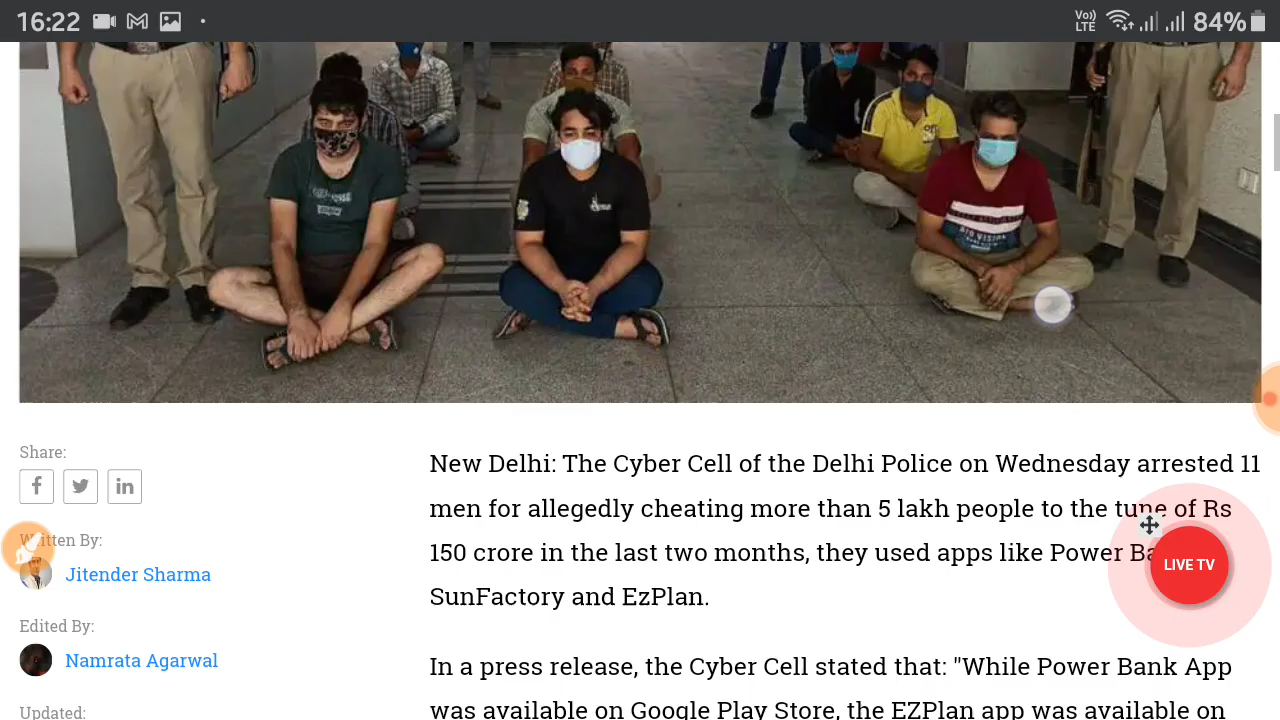 16:22
Vo)) LTE
84%
Share:
Written By:
Jitender Sharma
Edited By:
Namrata Agarwal
Updated:
New Delhi: The Cyber Cell of the Delhi Police on Wednesday arrested 11
men for allegedly cheating more than 5 lakh people to the tune of Rs
150 crore in the last two months, they used apps like Power
SunFactory and EzPlan.
In a press release, the Cyber Cell stated that: "While Power Bank App
was available on Google Play Store, the EZPlan app was available on
LIVE TV